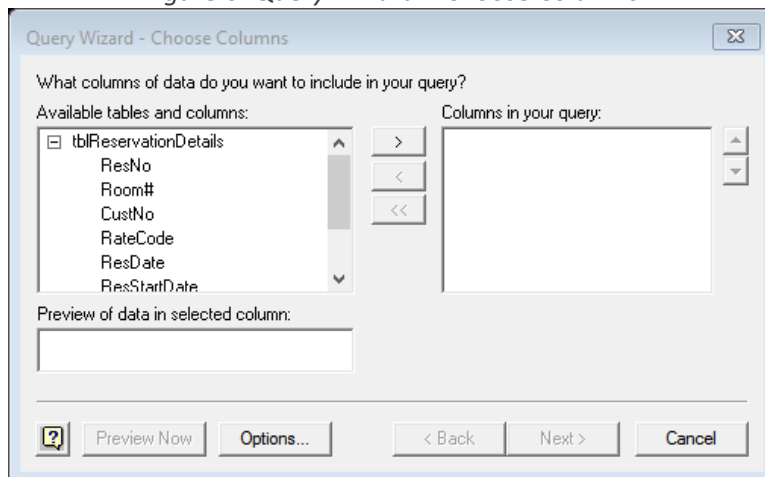 Query Wizard - Choose Columns
What columns of data do you want to include in your query?
Available tables and columns:
Columns in your query:
tblReservationDetails
ResNo
Room#
CustNo
RateCode
ResDate
ResStartDate
>
<
<<
Preview of data in selected column:
Preview Now
Options...
< Back
Next >
Cancel